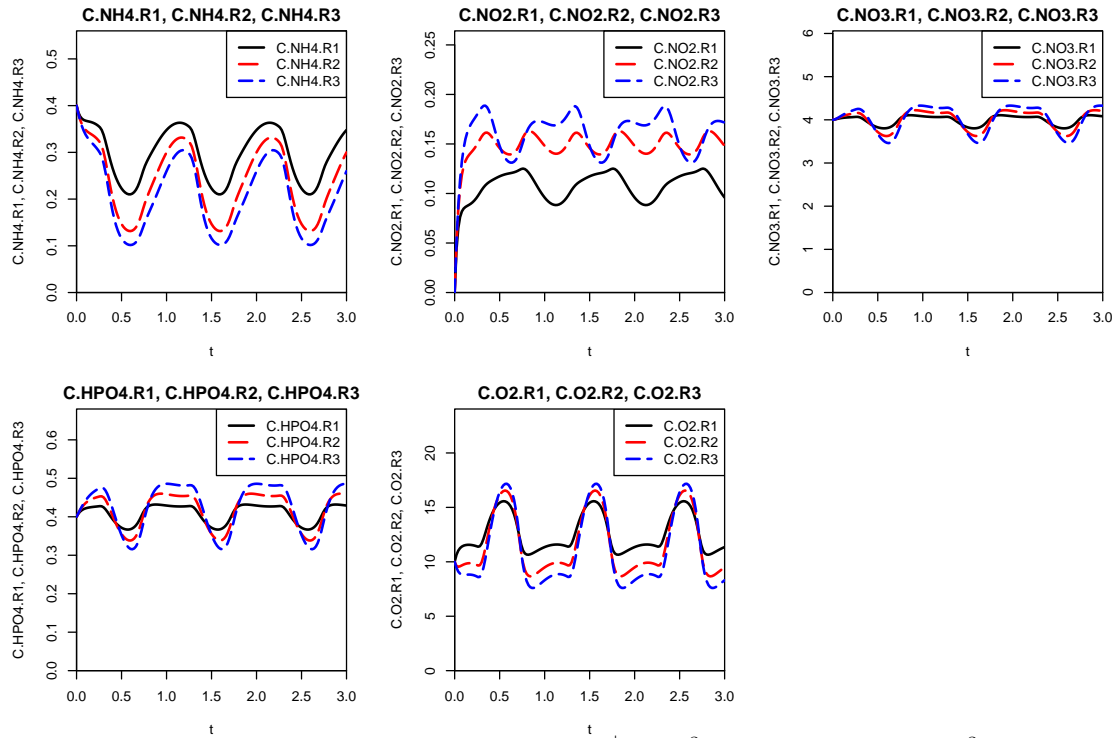 C.NH4.R1, C.NH4.R2, C.NH4.R3
C.NH4.R1, C.NH4.R2, C.NH4.R3
0.0 0.1 0.2 0.3 0.4 0.5
C.NH4.R1
C.NH4.R2
C.NH4.R3
0.0 0.5 1.0 1.5 2.0 2.5 3.0
t
C.NO2.R1, C.NO2.R2, C.NO2.R3
C.NO2.R1, C.NO2.R2, C.NO2.R3
0.00 0.05 0.10 0.15 0.20 0.25
C.NO2.R1
C.NO2.R2
C.NO2.R3
0.0 0.5 1.0 1.5 2.0 2.5 3.0
t
C.NO3.R1, C.NO3.R2, C.NO3.R3
C.NO3.R1, C.NO3.R2, C.NO3.R3
0 1 2 3 4 5 6
C.NO3.R1
C.NO3.R2
C.NO3.R3
0.0 0.5 1.0 1.5 2.0 2.5 3.0
t
C.HPO4.R1, C.HPO4.R2, C.HPO4.R3
C.HPO4.R1, C.HPO4.R2, C.HPO4.R3
0.0 0.1 0.2 0.3 0.4 0.5 0.6
C.HPO4.R1
C.HPO4.R2
C.HPO4.R3
0.0 0.5 1.0 1.5 2.0 2.5 3.0
t
C.O2.R1, C.O2.R2, C.O2.R3
C.O2.R1, C.O2.R2, C.O2.R3
0 5 10 15 20
C.O2.R1
C.O2.R2
C.O2.R3
0.0 0.5 1.0 1.5 2.0 2.5 3.0
t